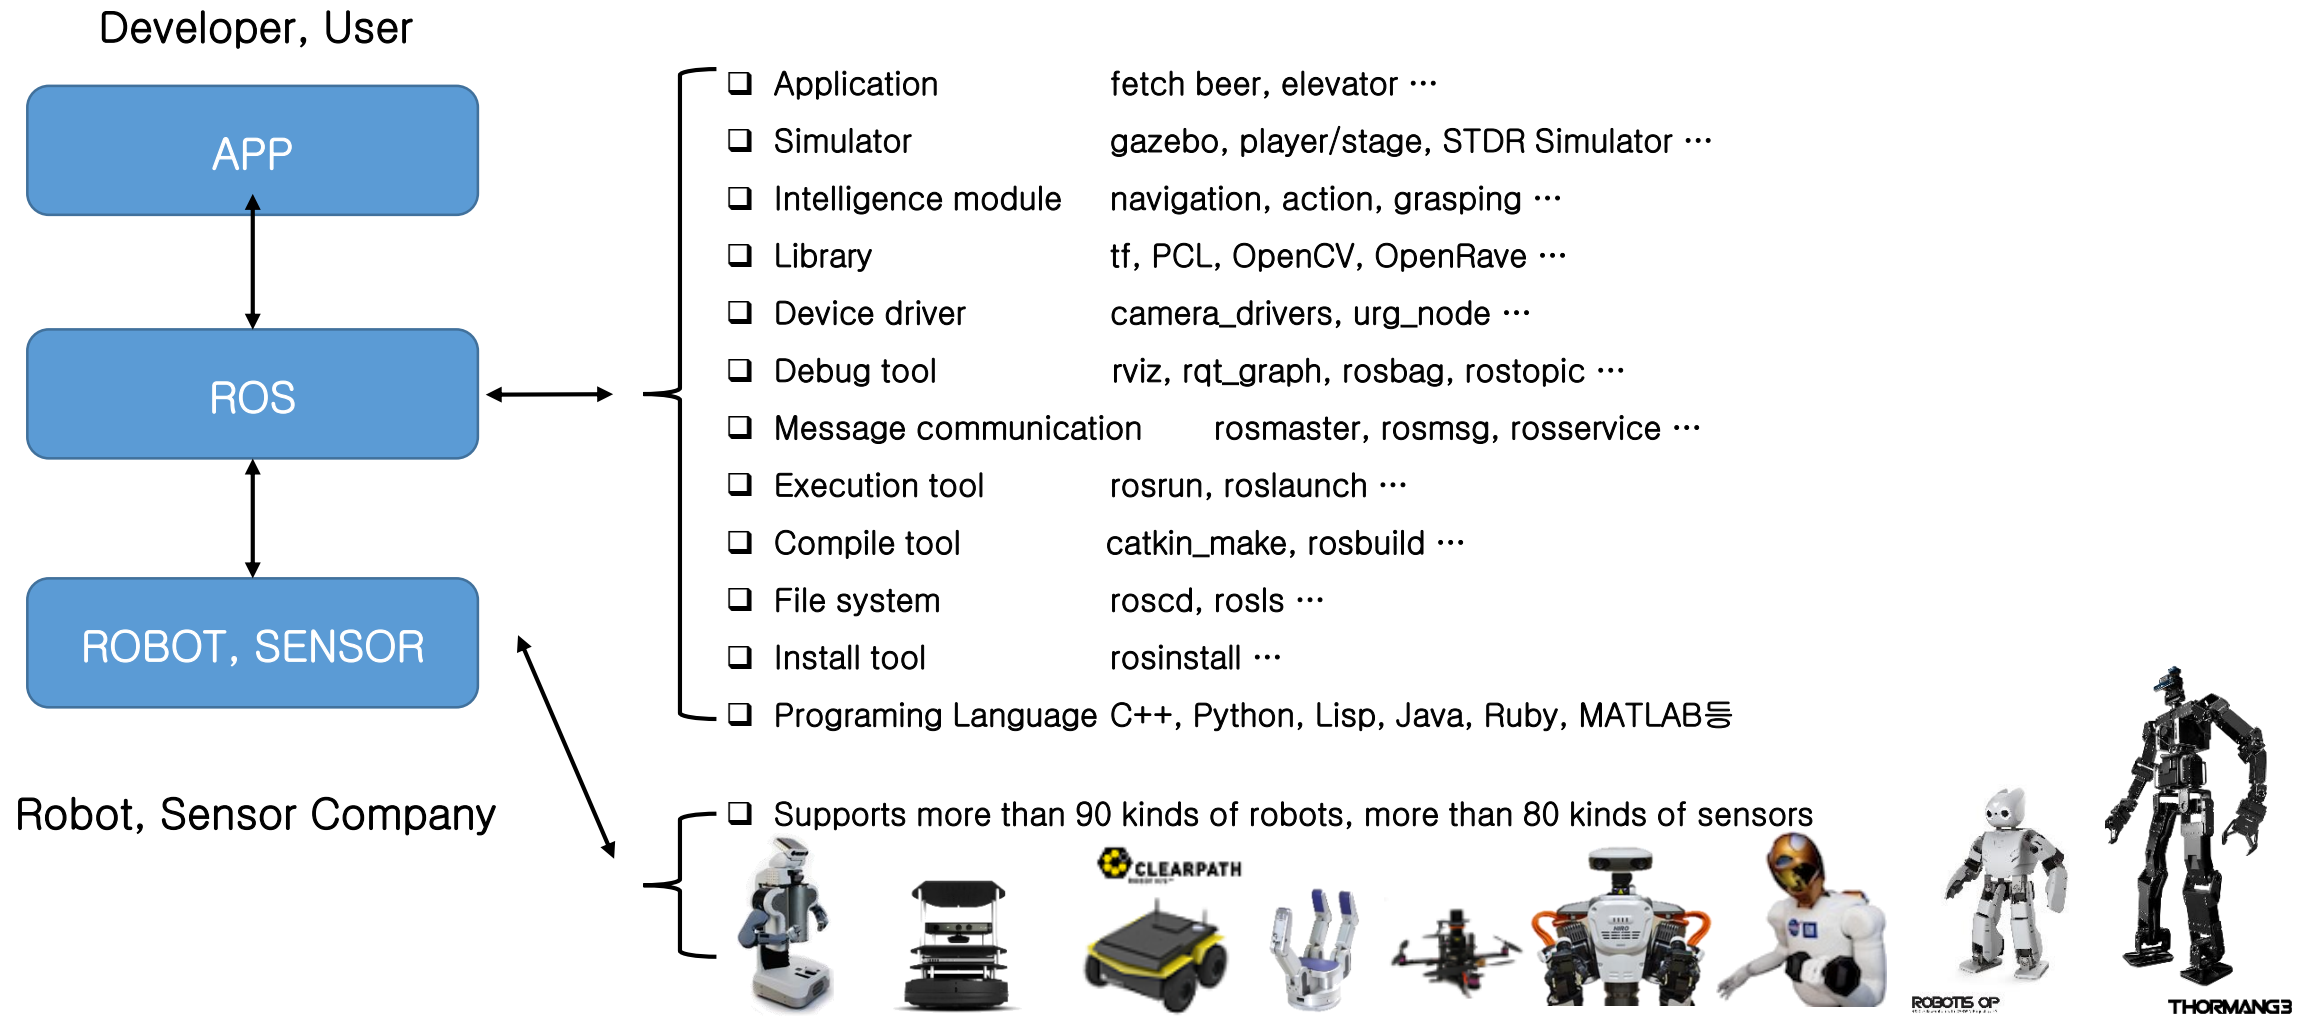 Developer, User
APP
ROS
ROBOT, SENSOR
Robot, Sensor Company
❑ Application fetch beer, elevator …
❑ Simulator gazebo, player/stage, STDR Simulator …
❑ Intelligence module navigation, action, grasping …
❑ Library tf, PCL, OpenCV, OpenRave …
❑ Device driver camera_drivers, urg_node …
❑ Debug tool rviz, rqt_graph, rosbag, rostopic …
❑ Message communication rosmaster, rosmsg, rosservice …
❑ Execution tool rosrun, roslaunch …
❑ Compile tool catkin_make, rosbuild …
❑ File system roscd, rosls …
❑ Install tool rosinstall …
❑ Programing Language C++, Python, Lisp, Java, Ruby, MATLAB등
❑ Supports more than 90 kinds of robots, more than 80 kinds of sensors
CLEARPATH
HIRO
GM
ROBOTIS OP
THORMANG3